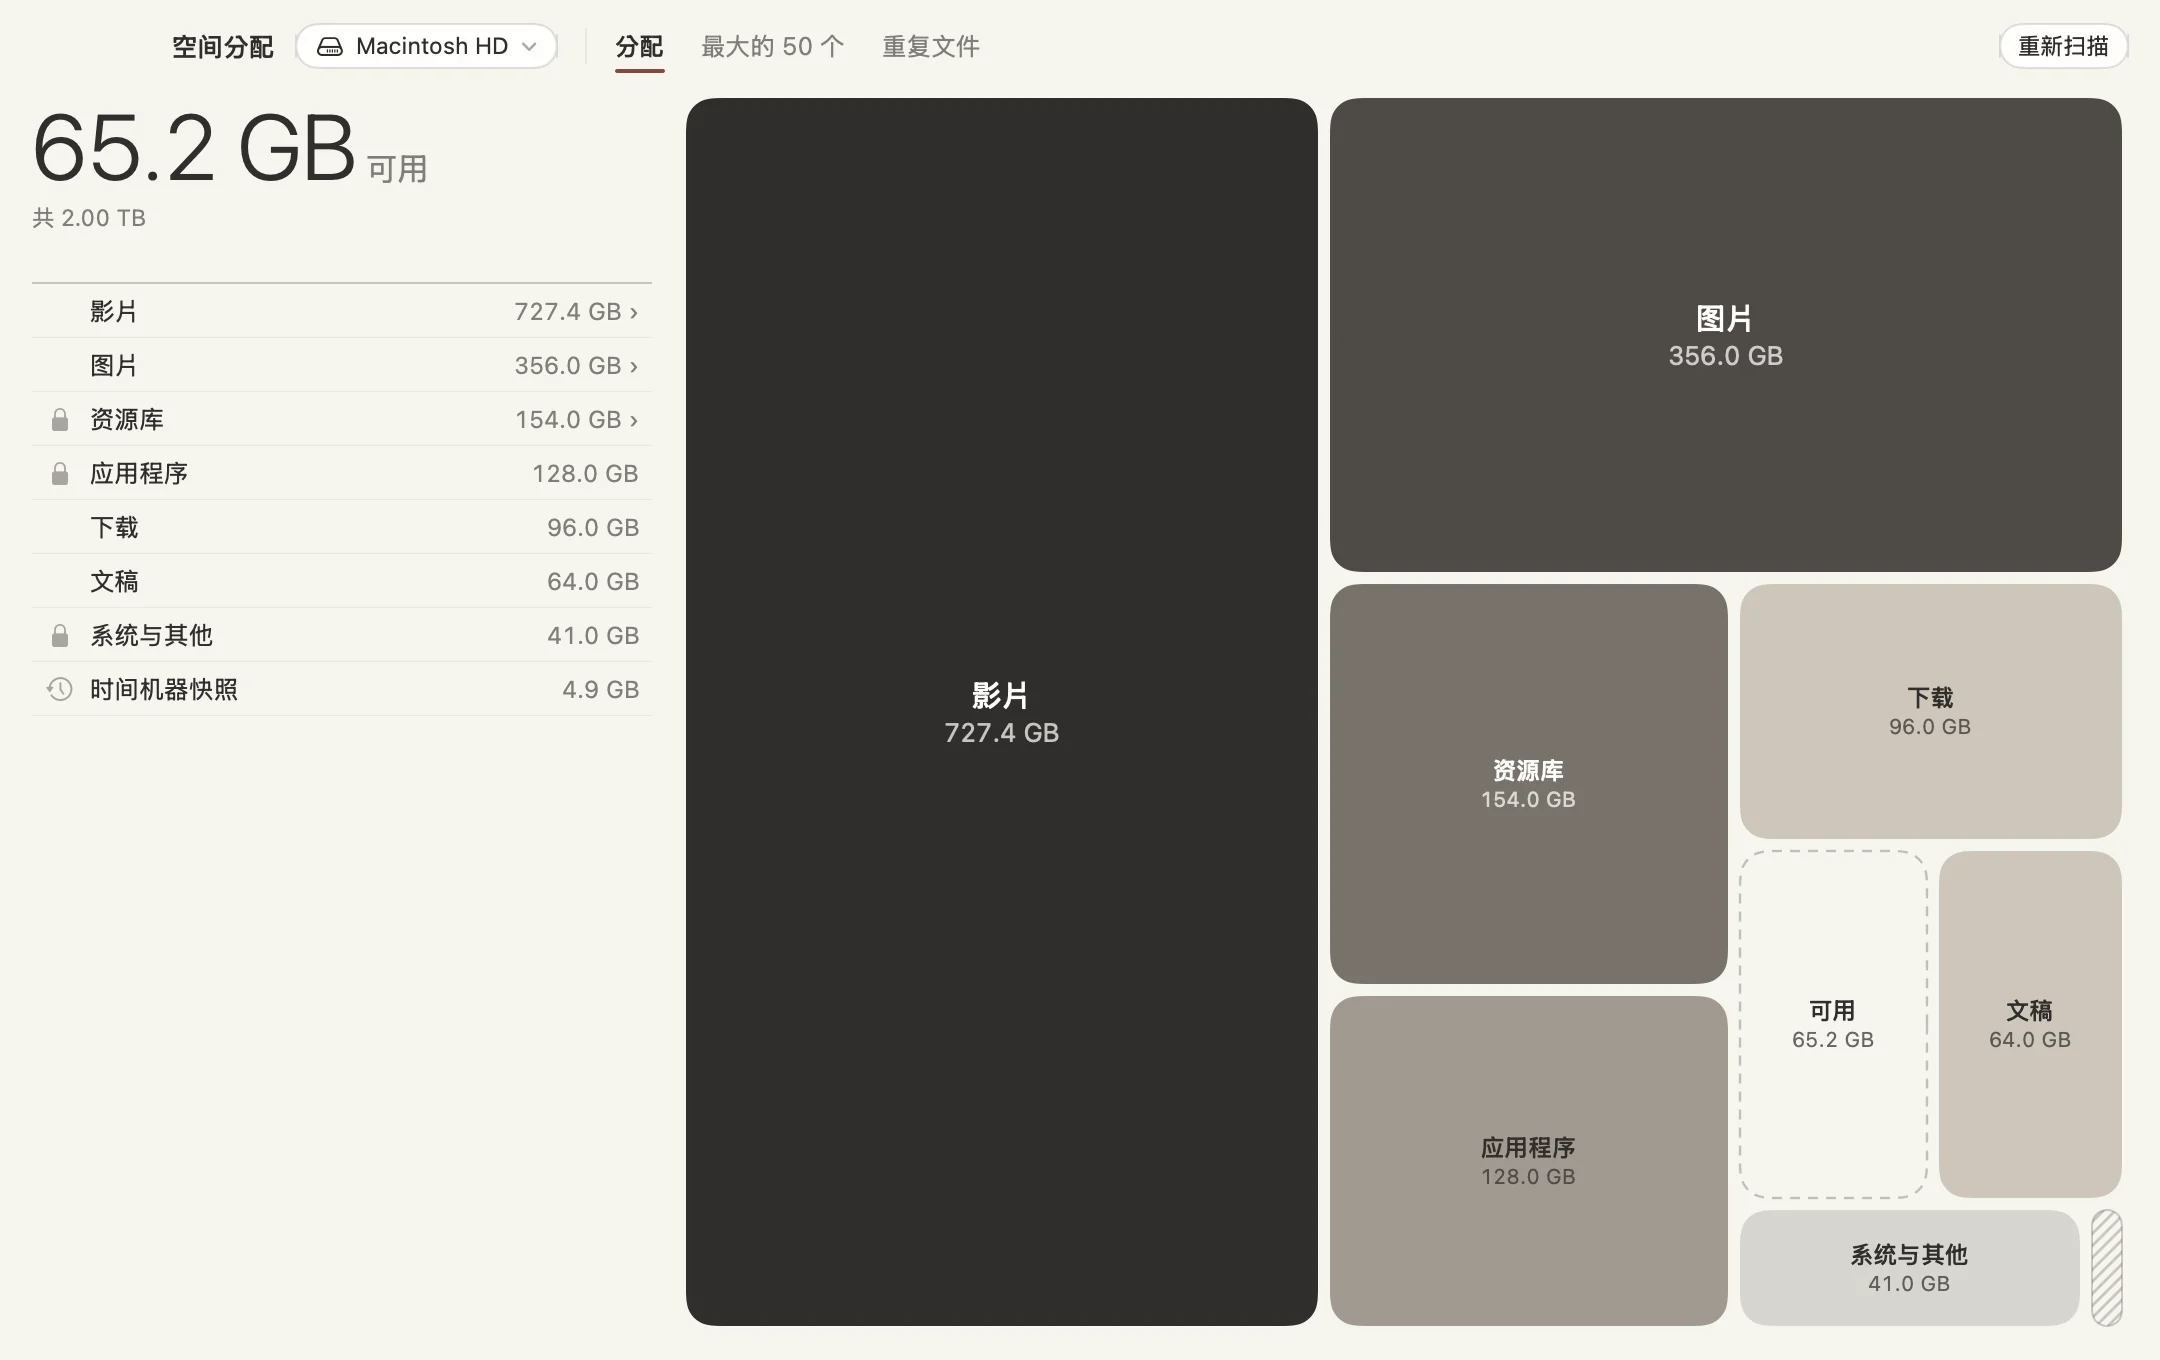 空间分配 Macintosh HD 分配 最大的 50 个 重复文件 重新扫描
65.2 GB 可用
共 2.00 TB
影片 727.4 GB ›
图片 356.0 GB ›
资源库 154.0 GB ›
应用程序 128.0 GB
下载 96.0 GB
文稿 64.0 GB
系统与其他 41.0 GB
时间机器快照 4.9 GB
影片
727.4 GB
图片
356.0 GB
资源库
154.0 GB
下载
96.0 GB
应用程序
128.0 GB
可用
65.2 GB
文稿
64.0 GB
系统与其他
41.0 GB